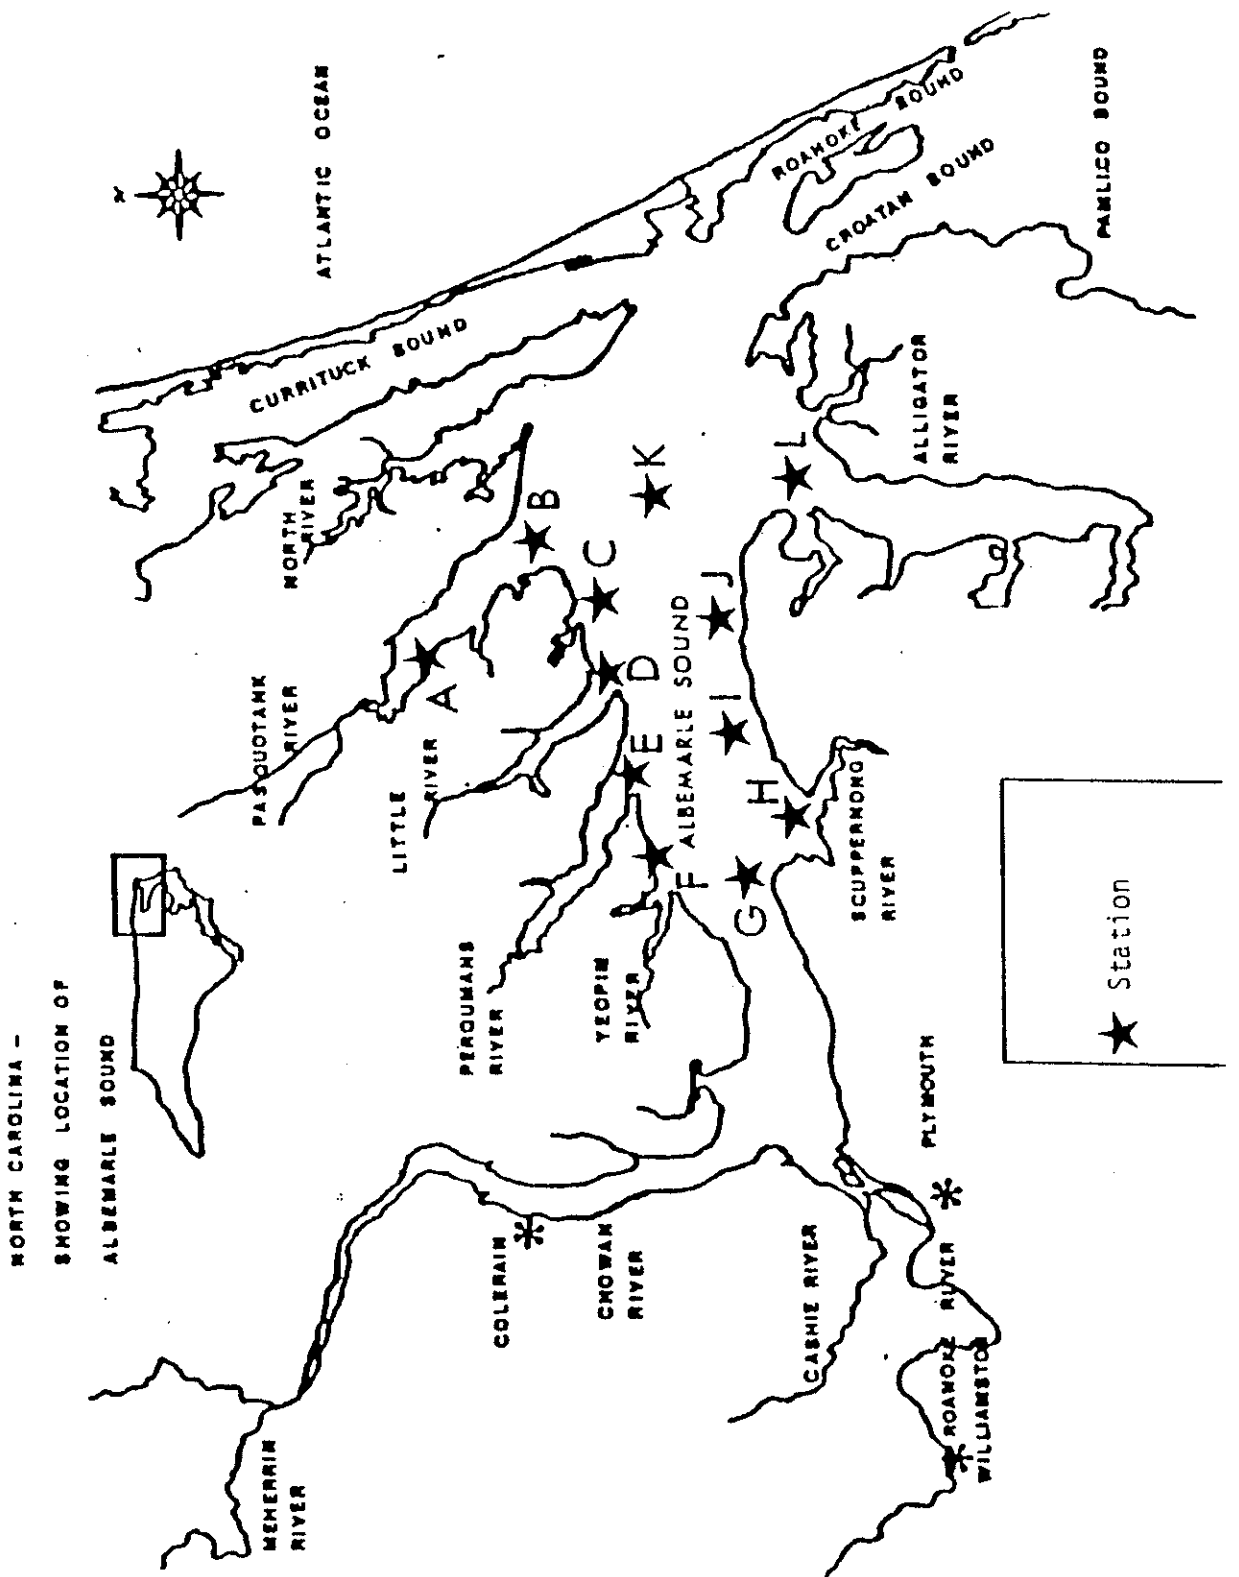 NORTH CAROLINA –
SHOWING LOCATION OF
ALBEMARLE SOUND
N
ATLANTIC OCEAN
MEHERRIN
RIVER
PASQUOTANK
RIVER
NORTH
RIVER
CURRITUCK SOUND
LITTLE
RIVER
A
B
C
D
E
F
G
H
I
J
K
L
PERQUIMANS
RIVER
YEOPIM
RIVER
COLERAIN
CHOWAN
RIVER
ALBEMARLE SOUND
ROANOKE SOUND
CROATAN SOUND
PAMLICO SOUND
CASHIE RIVER
SCUPPERNONG
RIVER
ALLIGATOR
RIVER
PLYMOUTH
ROANOKE RIVER
WILLIAMSTON
Station